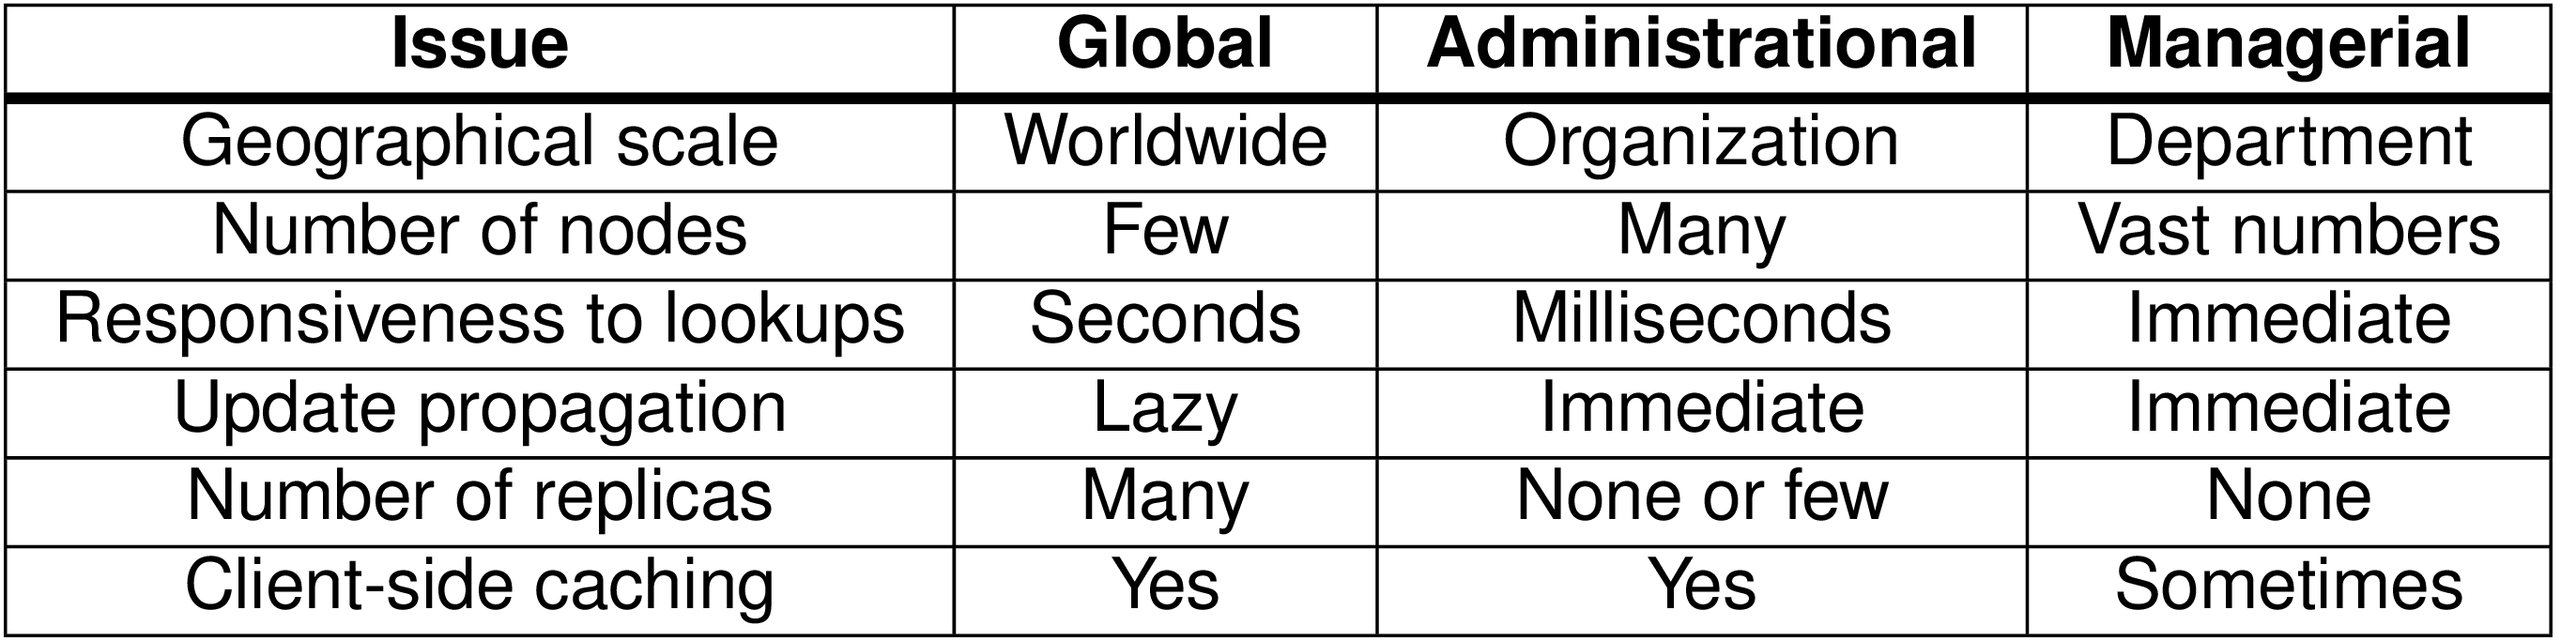 Issue Global Administrational Managerial
Geographical scale Worldwide Organization Department
Number of nodes Few Many Vast numbers
Responsiveness to lookups Seconds Milliseconds Immediate
Update propagation Lazy Immediate Immediate
Number of replicas Many None or few None
Client-side caching Yes Yes Sometimes